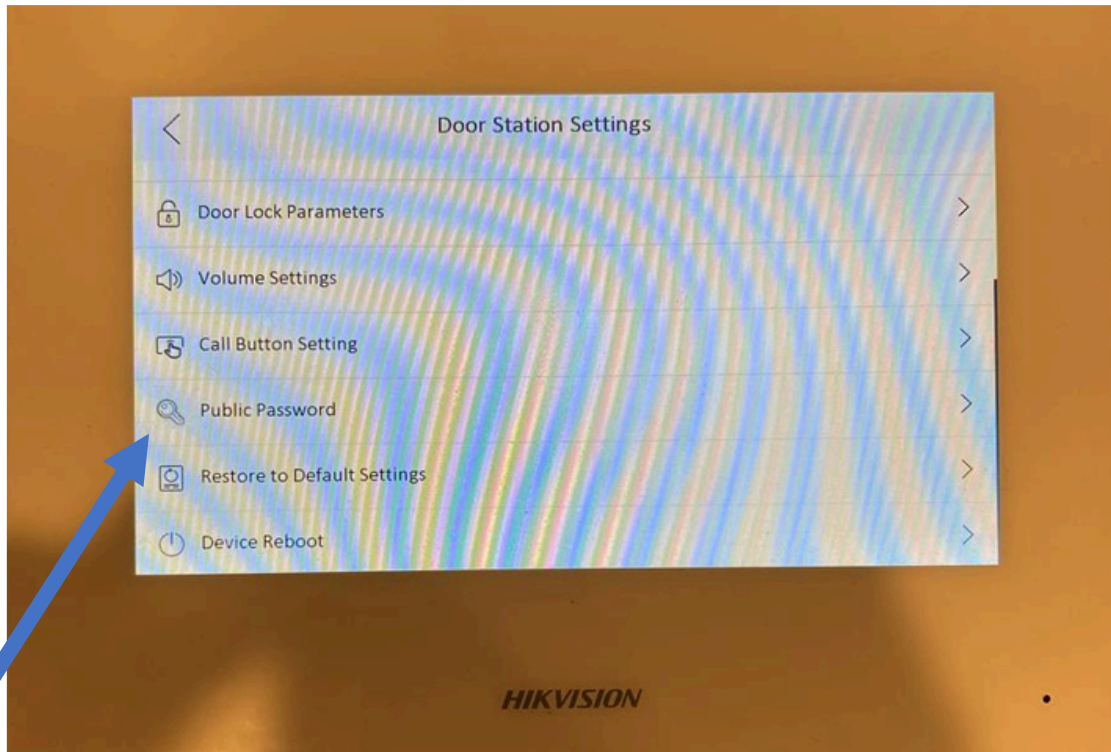 Door Station Settings
Door Lock Parameters
Volume Settings
Call Button Setting
Public Password
Restore to Default Settings
Device Reboot
HIKVISION